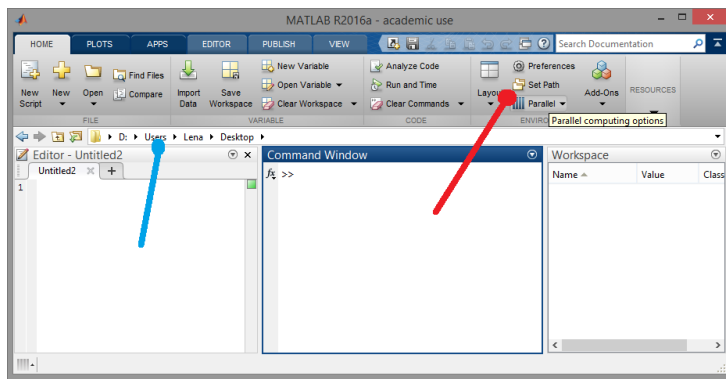 MATLAB R2016a - academic use
HOME PLOTS APPS EDITOR PUBLISH VIEW Search Documentation
New Script
New
Open
Find Files
Compare
FILE
Import Data
Save Workspace
New Variable
Open Variable
Clear Workspace
VARIABLE
Analyze Code
Run and Time
Clear Commands
CODE
Preferences
Set Path
Parallel
Add-Ons
RESOURCES
Parallel computing options
D: Users Lena Desktop
Editor - Untitled2
Untitled2
1
Command Window
fx >>
Workspace
Name Value Class